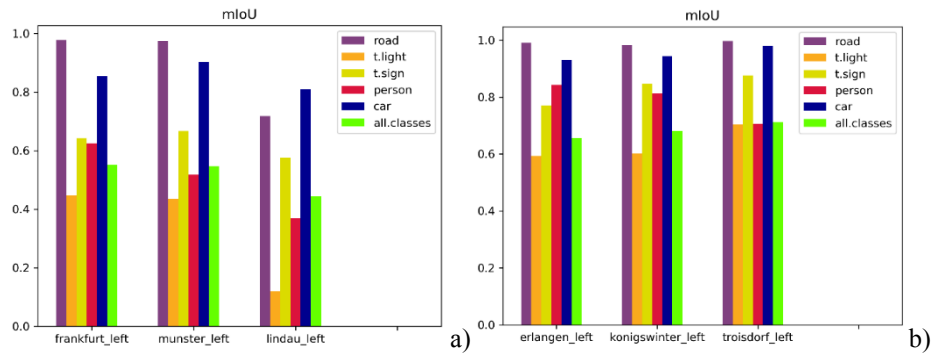 mIoU
1.0
0.8
0.6
0.4
0.2
0.0
road
t.light
t.sign
person
car
all.classes
frankfurt_left munster_left lindau_left
a)
mIoU
1.0
0.8
0.6
0.4
0.2
0.0
road
t.light
t.sign
person
car
all.classes
erlangen_left konigswinter_left troisdorf_left
b)